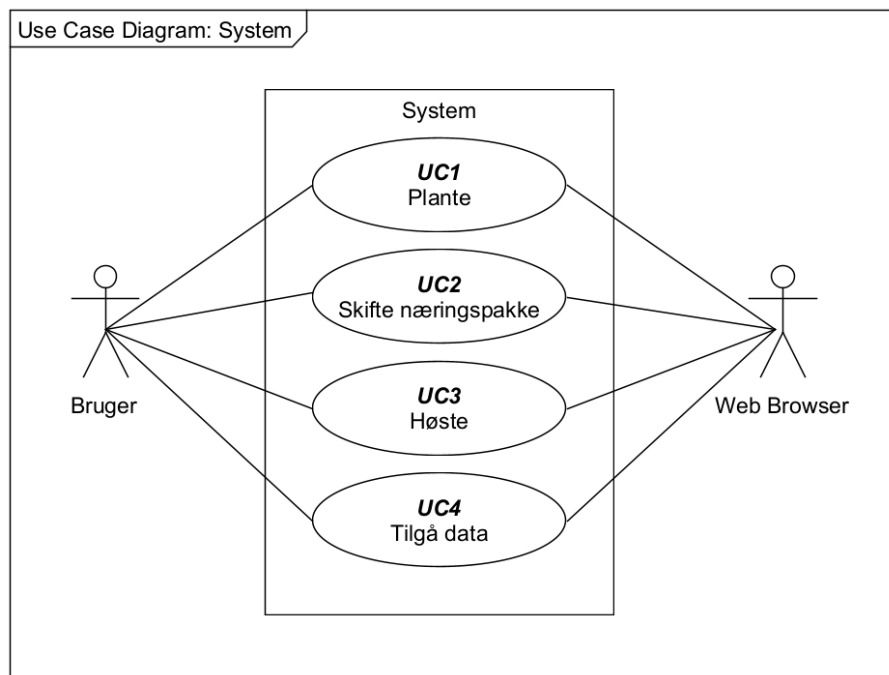 Use Case Diagram: System
System
UC1
Plante
UC2
Skifte næringspakke
UC3
Høste
UC4
Tilgå data
Bruger
Web Browser